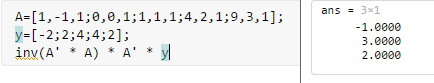 A=[1,-1,1;0,0,1;1,1,1;4,2,1;9,3,1];
y=[-2;2;4;4;2];
inv(A' * A) * A' * y
ans = 3×1
-1.0000
3.0000
2.0000